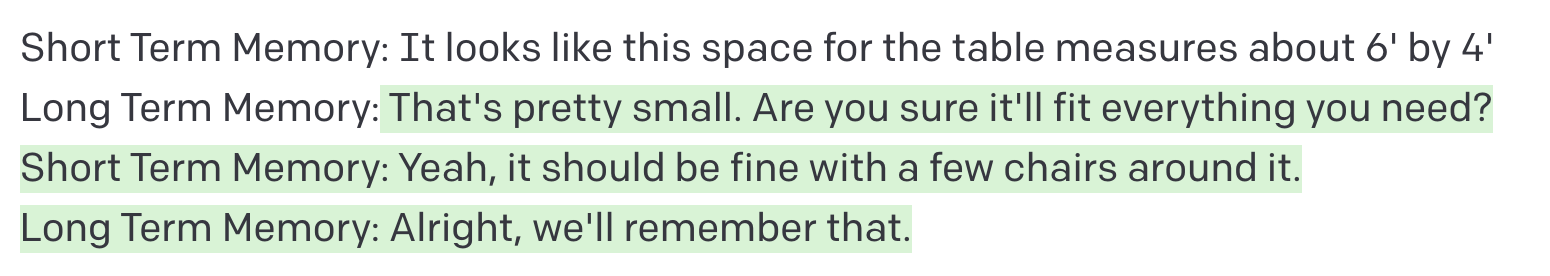 Short Term Memory: It looks like this space for the table measures about 6' by 4'
Long Term Memory: That's pretty small. Are you sure it'll fit everything you need?
Short Term Memory: Yeah, it should be fine with a few chairs around it.
Long Term Memory: Alright, we'll remember that.